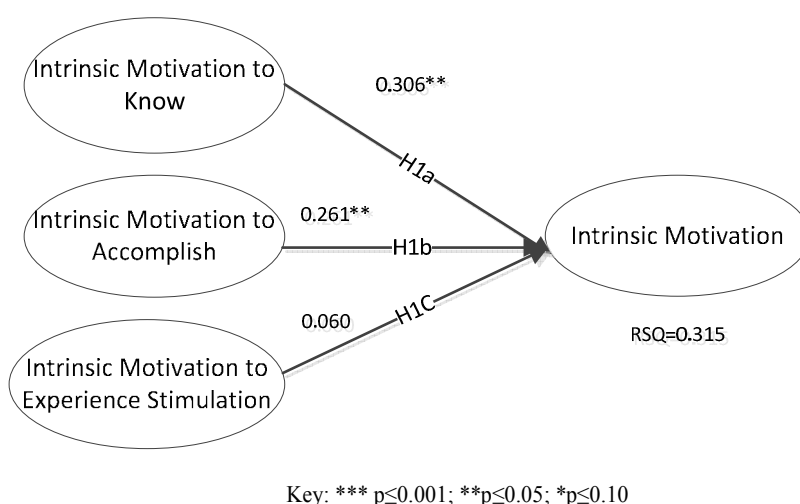 Intrinsic Motivation to
Know
0.306**
H1a
Intrinsic Motivation to
Accomplish
0.261**
H1b
Intrinsic Motivation
Intrinsic Motivation to
Experience Stimulation
0.060
H1C
RSQ=0.315
Key: *** p≤0.001; **p≤0.05; *p≤0.10